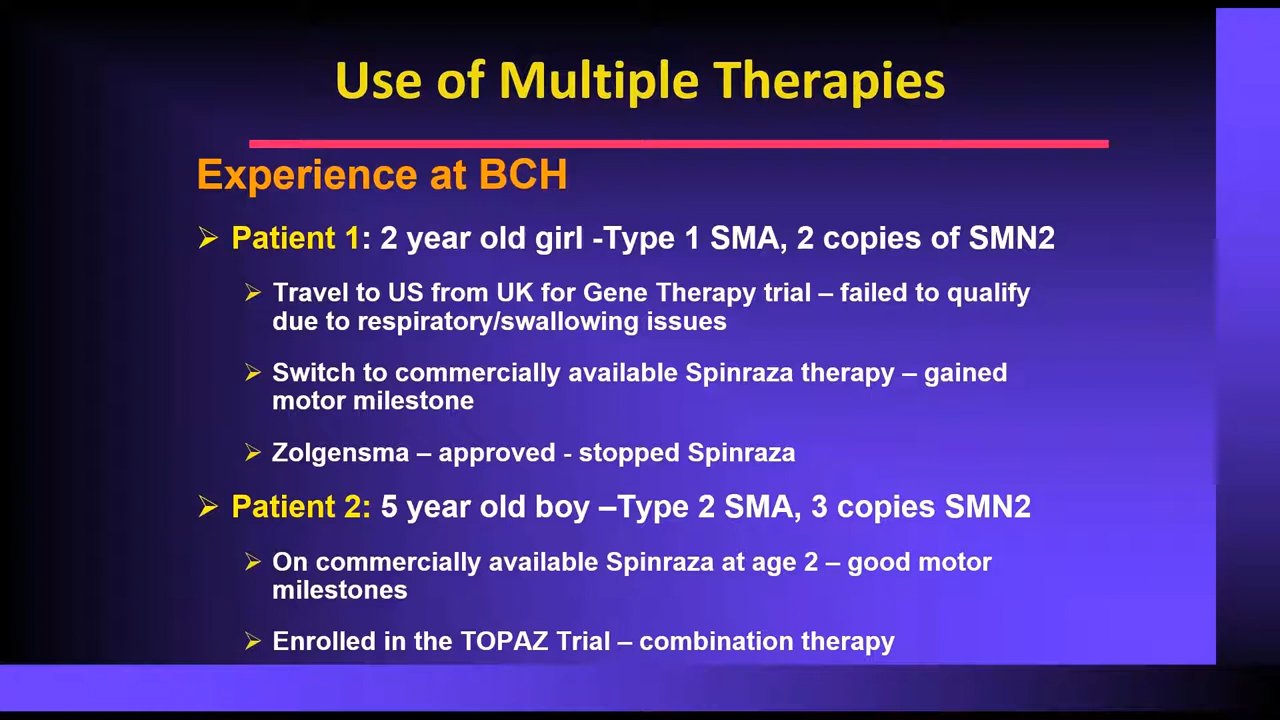 Use of Multiple Therapies
Experience at BCH
Patient 1: 2 year old girl -Type 1 SMA, 2 copies of SMN2
Travel to US from UK for Gene Therapy trial – failed to qualify
due to respiratory/swallowing issues
Switch to commercially available Spinraza therapy – gained
motor milestone
Zolgensma – approved - stopped Spinraza
Patient 2: 5 year old boy –Type 2 SMA, 3 copies SMN2
On commercially available Spinraza at age 2 – good motor
milestones
Enrolled in the TOPAZ Trial – combination therapy